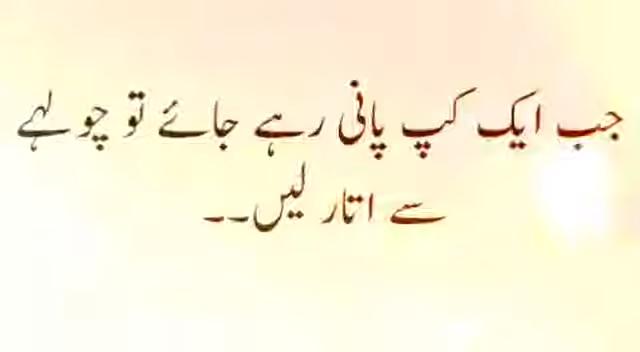 جب ایک کپ پانی رہے جائے تو چولہے
سے اتار لیں۔۔